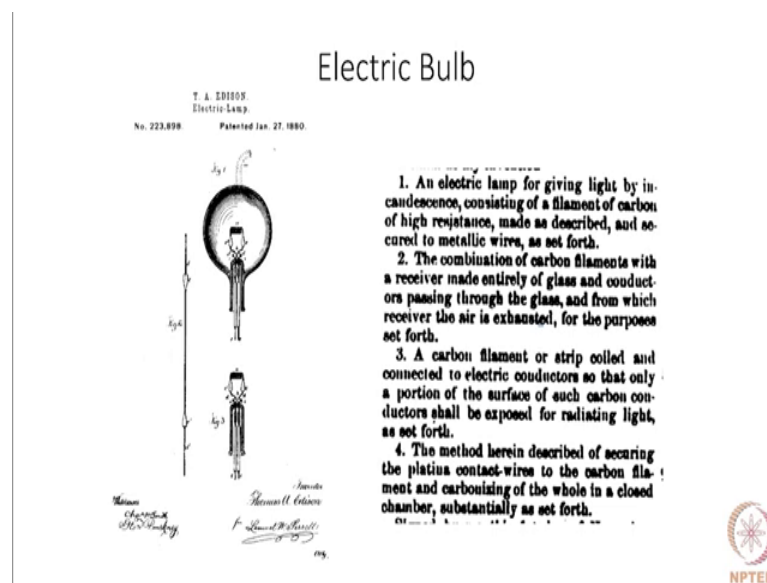 Electric Bulb
T. A. EDISON.
Electric-Lamp.
No. 223,898. Patented Jan. 27, 1880.
Fig. 1
Fig. 2
Fig. 3
Inventor
Thomas A. Edison
1. An electric lamp for giving light by in-
candescence, consisting of a filament of carbon
of high resistance, made as described, and se-
cured to metallic wires, as set forth.
2. The combination of carbon filaments with
a receiver made entirely of glass and conduct-
ors passing through the glass, and from which
receiver the air is exhausted, for the purposes
set forth.
3. A carbon filament or strip coiled and
connected to electric conductors so that only
a portion of the surface of such carbon con-
ductors shall be exposed for radiating light,
as set forth.
4. The method herein described of securing
the platina contact-wires to the carbon fila-
ment and carbonizing of the whole in a closed
chamber, substantially as set forth.
NPTEL